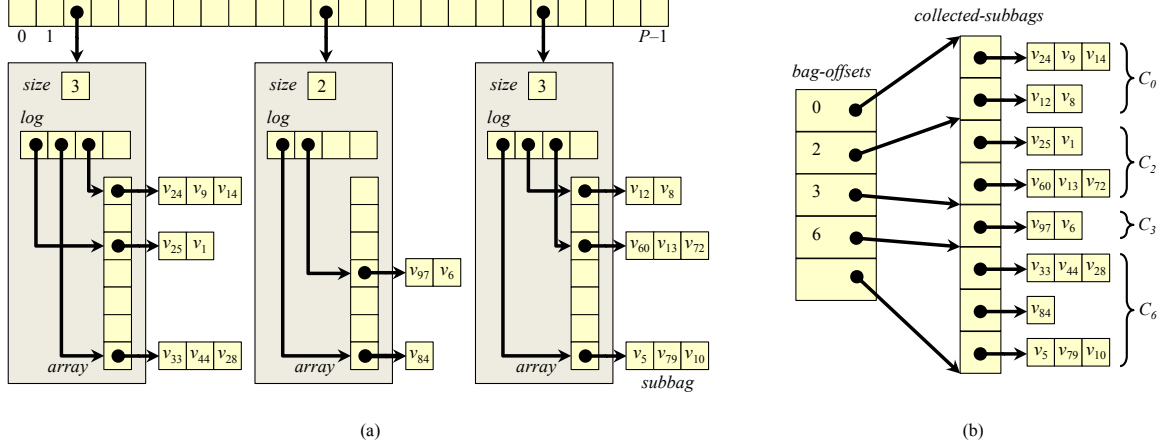 0 1 P–1
size 3
log
v24 v9 v14
v25 v1
v33 v44 v28
array
size 2
log
v97 v6
v84
array
size 3
log
v12 v8
v60 v13 v72
v5 v79 v10
array
subbag
(a)
collected-subbags
bag-offsets
0
2
3
6
v24 v9 v14
v12 v8
C0
v25 v1
v60 v13 v72
C2
v97 v6
C3
v33 v44 v28
v84
v5 v79 v10
C6
(b)